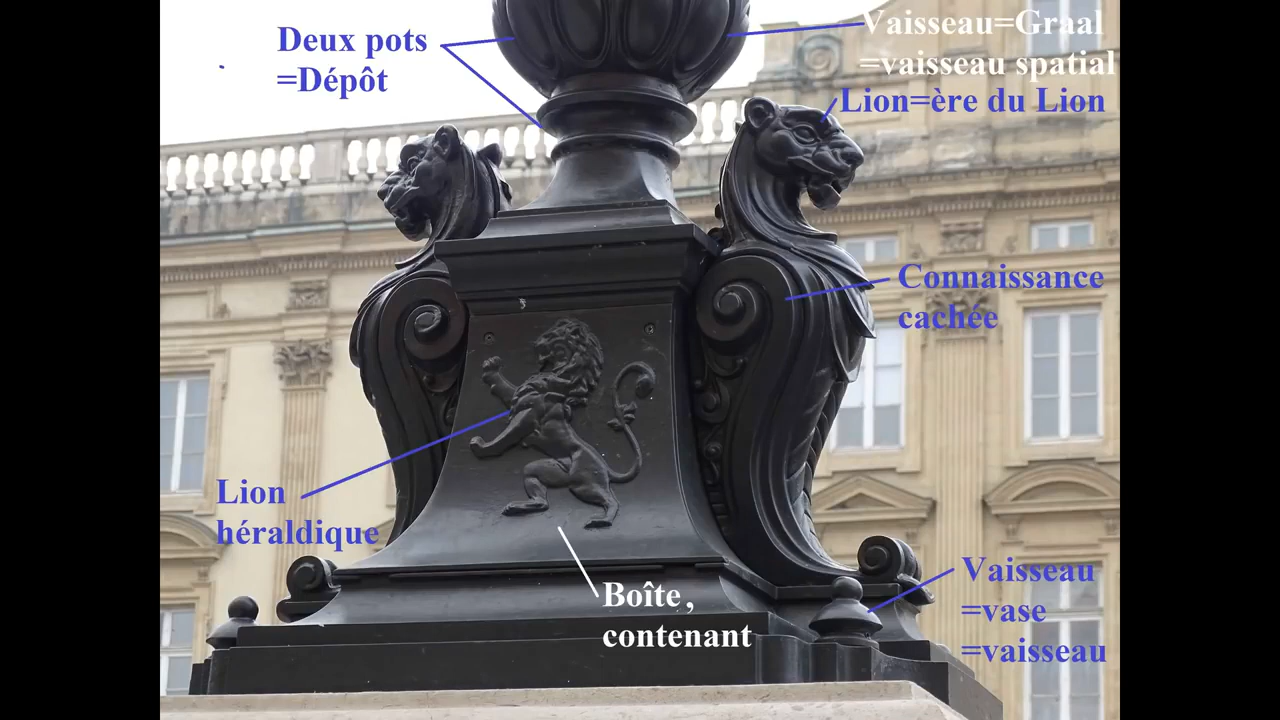 Deux pots
=Dépôt
Vaisseau=Graal
=vaisseau spatial
Lion=ère du Lion
Connaissance
cachée
Lion
héraldique
Boîte,
contenant
Vaisseau
=vase
=vaisseau